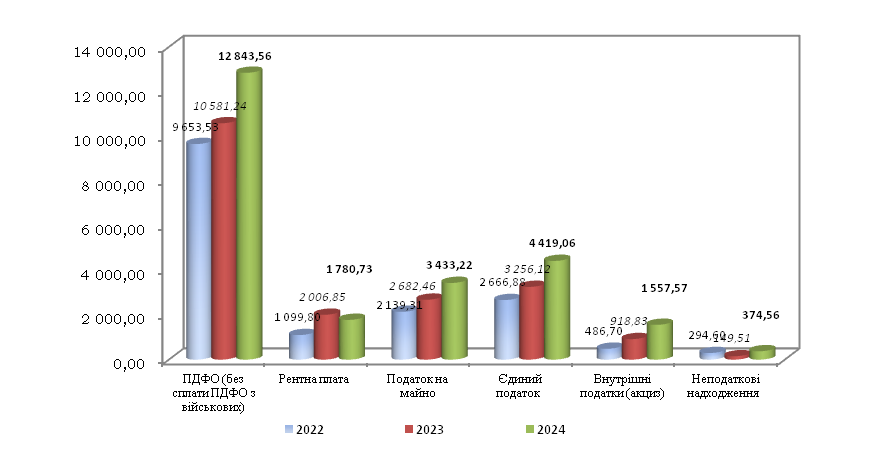 14 000,00
12 000,00
10 000,00
8 000,00
6 000,00
4 000,00
2 000,00
0,00
9 653,53
10 581,24
12 843,56
1 099,80
2 006,85
1 780,73
2 139,31
2 682,46
3 433,22
2 666,88
3 256,12
4 419,06
486,70
918,83
1 557,57
294,60
149,51
374,56
ПДФО (без
сплати ПДФО з
військових)
Рентна плата
Податок на
майно
Єдиний
податок
Внутрішні
податки (акциз)
Неподаткові
надходження
2022
2023
2024